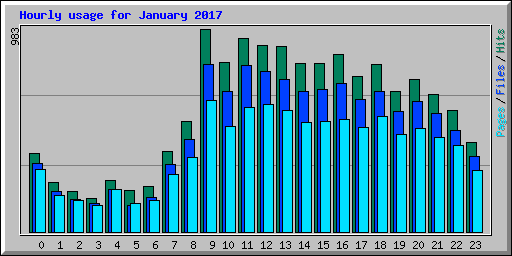 Hourly usage for January 2017
983
Pages/Files/Hits
0 1 2 3 4 5 6 7 8 9 10 11 12 13 14 15 16 17 18 19 20 21 22 23